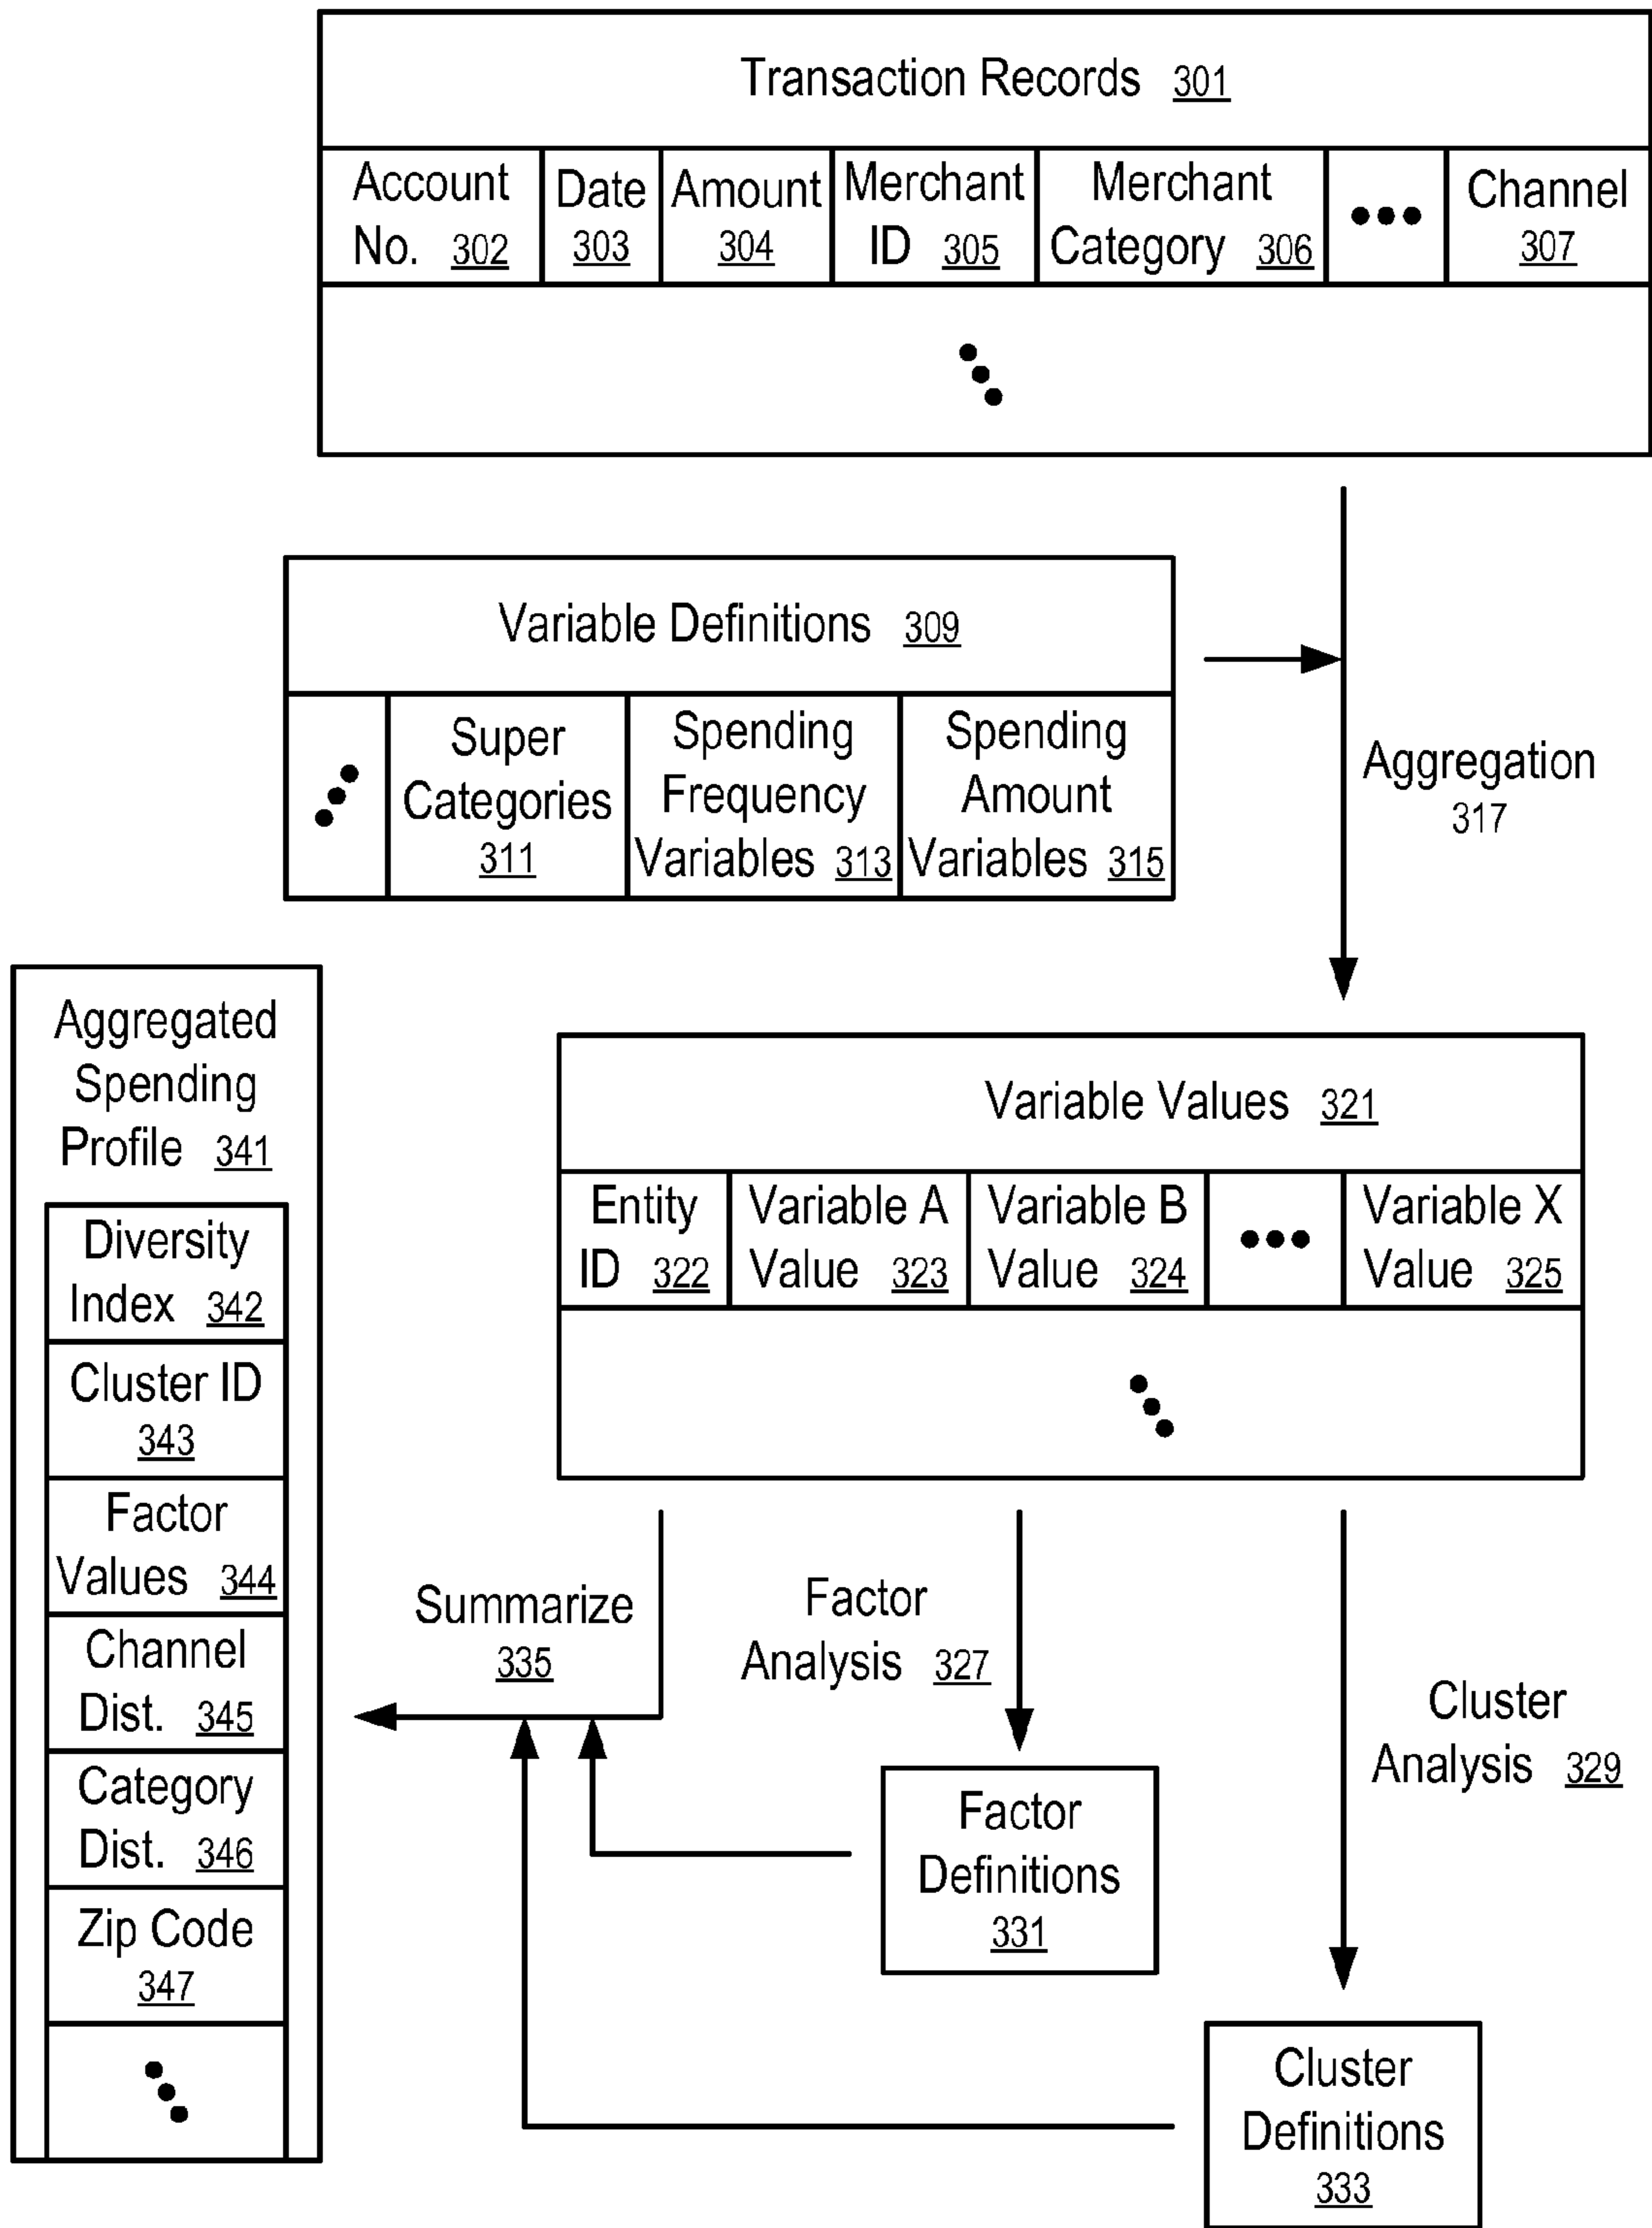 Transaction Records 301
Account
No. 302
Date
303
Amount
304
Merchant
ID 305
Merchant
Category 306
Channel
307
Variable Definitions 309
Super
Categories
311
Spending
Frequency
Variables 313
Spending
Amount
Variables 315
Aggregation
317
Aggregated
Spending
Profile 341
Diversity
Index 342
Cluster ID
343
Factor
Values 344
Channel
Dist. 345
Category
Dist. 346
Zip Code
347
Variable Values 321
Entity
ID 322
Variable A
Value 323
Variable B
Value 324
Variable X
Value 325
Summarize
335
Factor
Analysis 327
Cluster
Analysis 329
Factor
Definitions
331
Cluster
Definitions
333